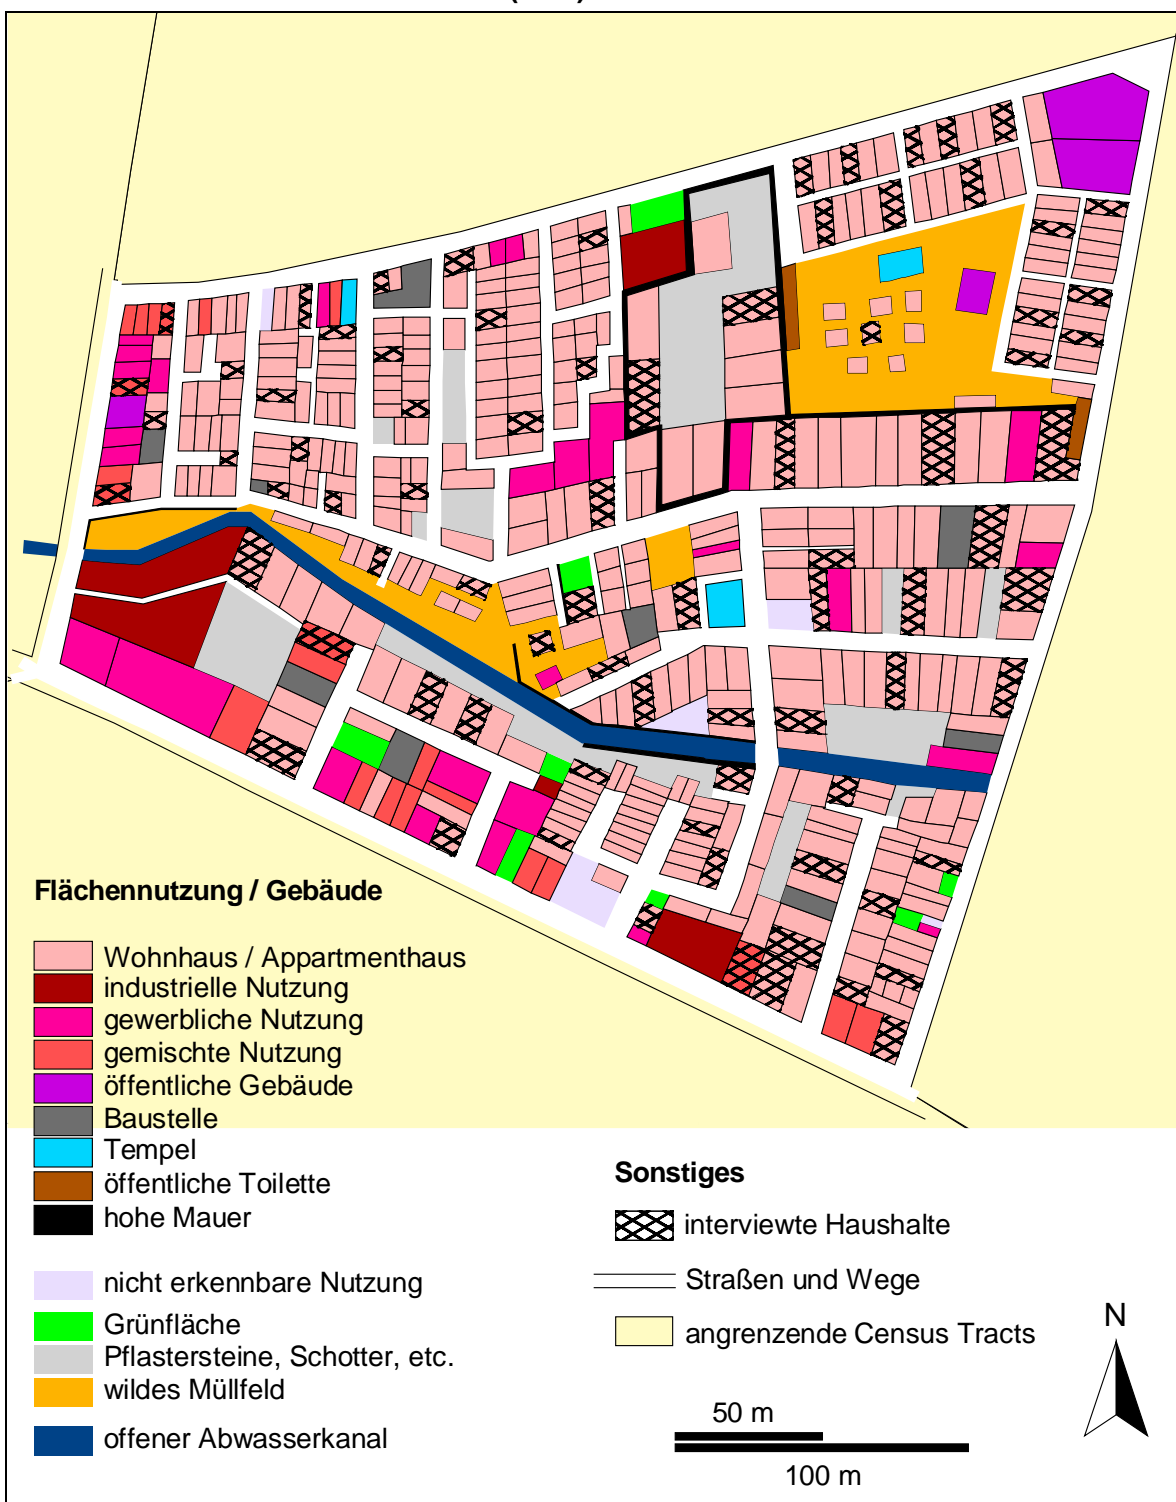 Flächennutzung / Gebäude
Wohnhaus / Appartmenthaus
industrielle Nutzung
gewerbliche Nutzung
gemischte Nutzung
öffentliche Gebäude
Baustelle
Tempel
öffentliche Toilette
hohe Mauer
nicht erkennbare Nutzung
Grünfläche
Pflastersteine, Schotter, etc.
wildes Müllfeld
offener Abwasserkanal
Sonstiges
interviewte Haushalte
Straßen und Wege
angrenzende Census Tracts
N
50 m
100 m